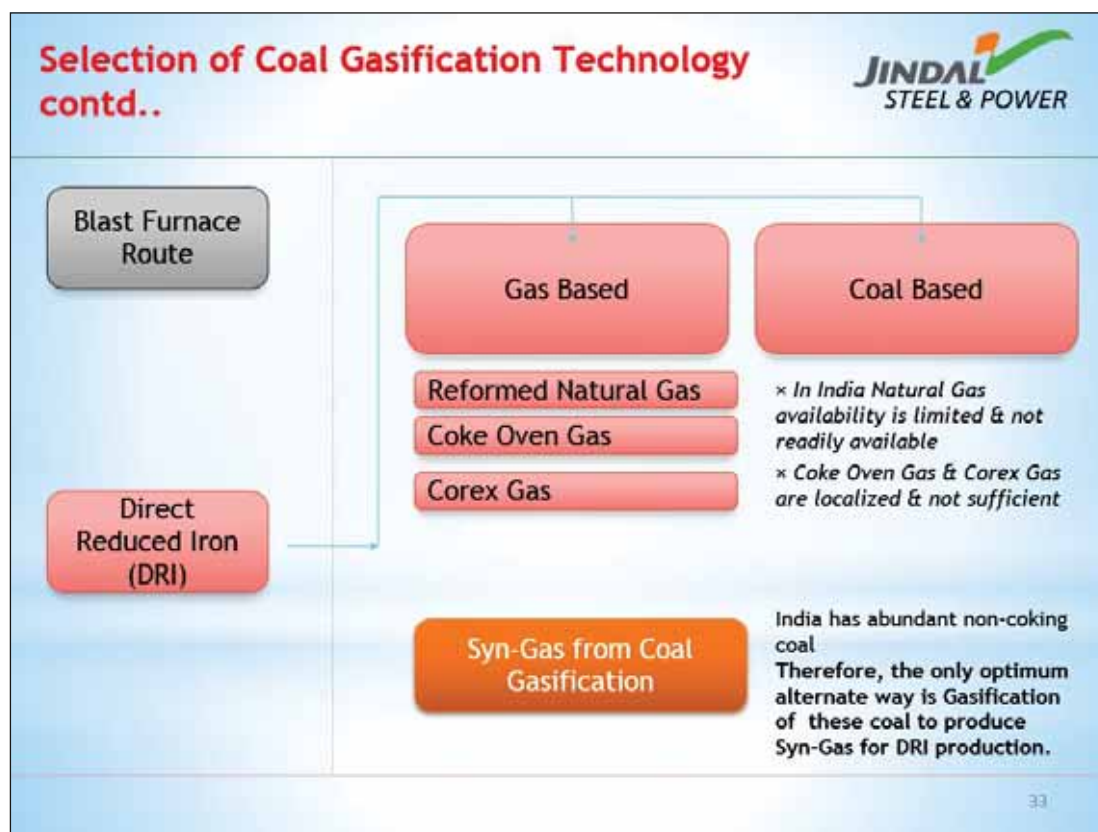 Selection of Coal Gasification Technology
contd..
JINDAL
STEEL & POWER
Blast Furnace
Route
Gas Based
Coal Based
Reformed Natural Gas
Coke Oven Gas
Corex Gas
× In India Natural Gas
availability is limited & not
readily available
× Coke Oven Gas & Corex Gas
are localized & not sufficient
Direct
Reduced Iron
(DRI)
Syn-Gas from Coal
Gasification
India has abundant non-coking
coal
Therefore, the only optimum
alternate way is Gasification
of these coal to produce
Syn-Gas for DRI production.
33